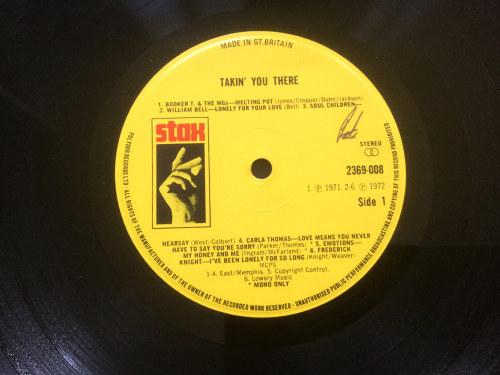 MADE IN GT.BRITAIN
TAKIN' YOU THERE
1. BOOKER T. & THE MGs—MELTING POT (Jones/Cropper/Dunn/Jackson)
2. WILLIAM BELL—LONELY FOR YOUR LOVE (Bell) 3. SOUL CHILDREN—
stax
STEREO
2369-008
1. ℗ 1971. 2-6. ℗ 1972
Side 1
HEARSAY (West/Colbert) 4. CARLA THOMAS—LOVE MEANS YOU NEVER
HAVE TO SAY YOU'RE SORRY (Parker/Thomas) * 5. EMOTIONS—
MY HONEY AND ME (Ingram/McFarland) * 6. FREDERICK
KNIGHT—I'VE BEEN LONELY FOR SO LONG (Knight/Weaver)
MCPS
1-4. East/Memphis. 5. Copyright Control.
6. Lowery Music
* MONO ONLY
POLYDOR RECORDS LTD · ALL RIGHTS OF THE MANUFACTURER AND OF THE OWNER OF THE RECORDED WORK RESERVED · UNAUTHORISED PUBLIC PERFORMANCE BROADCASTING AND COPYING OF THIS RECORD PROHIBITED